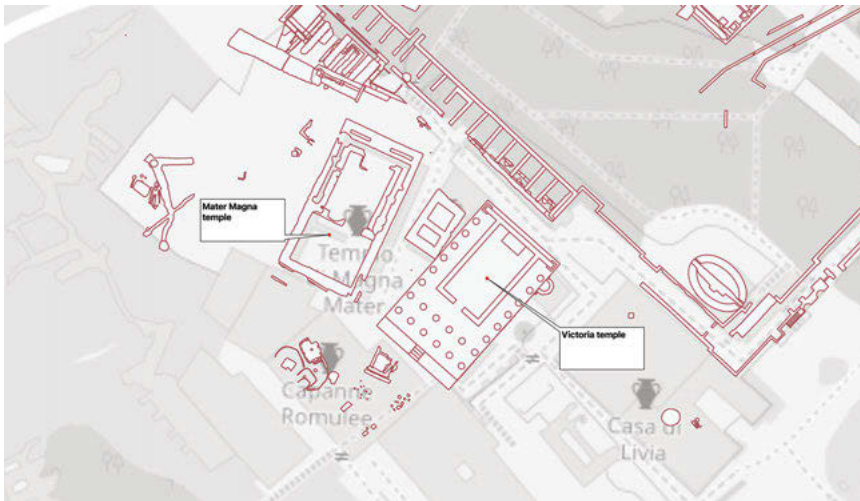 Mater Magna
temple
Tempio
Magna
Mater
Victoria temple
Capanne
Romulee
Casa di
Livia